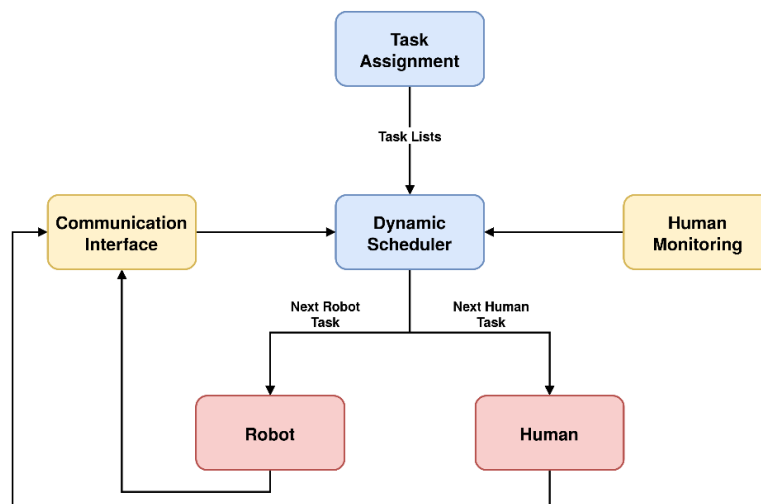 Task
Assignment
Task Lists
Communication
Interface
Dynamic
Scheduler
Human
Monitoring
Next Robot
Task
Next Human
Task
Robot
Human